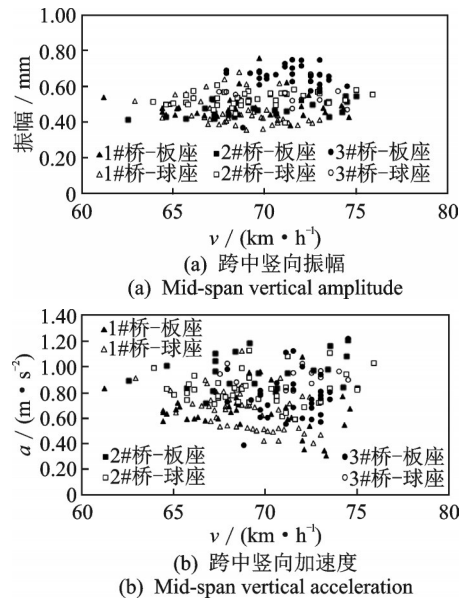 1.00
0.80
0.60
0.40
0.20
0
振幅 / mm
▲1#桥-板座 ■2#桥-板座 ●3#桥-板座
△1#桥-球座 □2#桥-球座 ○3#桥-球座
60 65 70 75 80
v / (km·h⁻¹)
(a) 跨中竖向振幅
(a) Mid-span vertical amplitude
1.40
1.20
1.00
0.80
0.60
0.40
0.20
0
a / (m·s⁻²)
▲1#桥-板座
△1#桥-球座
■2#桥-板座 ●3#桥-板座
□2#桥-球座 ○3#桥-球座
60 65 70 75 80
v / (km·h⁻¹)
(b) 跨中竖向加速度
(b) Mid-span vertical acceleration